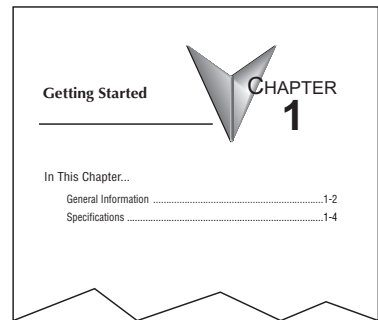 Getting Started
CHAPTER
1
In This Chapter...
General Information ...............................................................1-2
Specifications .........................................................................1-4